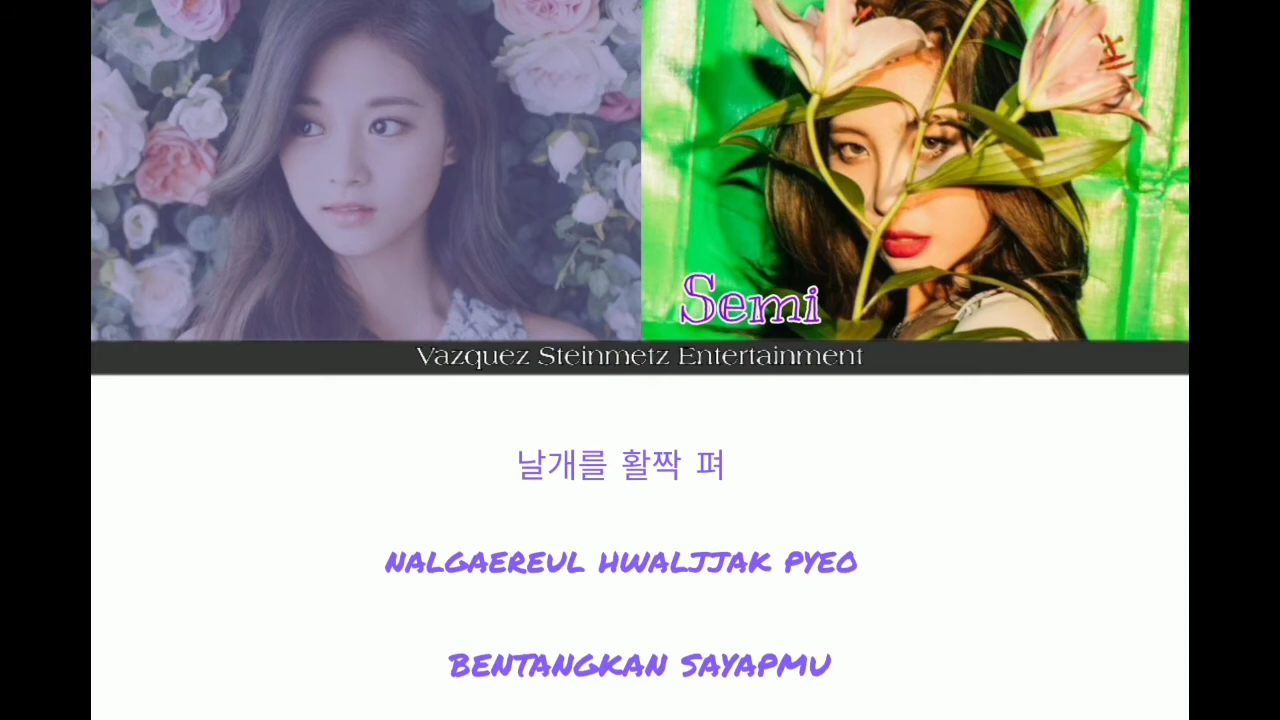 Semi
Vazquez Steinmetz Entertainment
날개를 활짝 펴
NALGAEREUL HWALJJAK PYEO
BENTANGKAN SAYAPMU